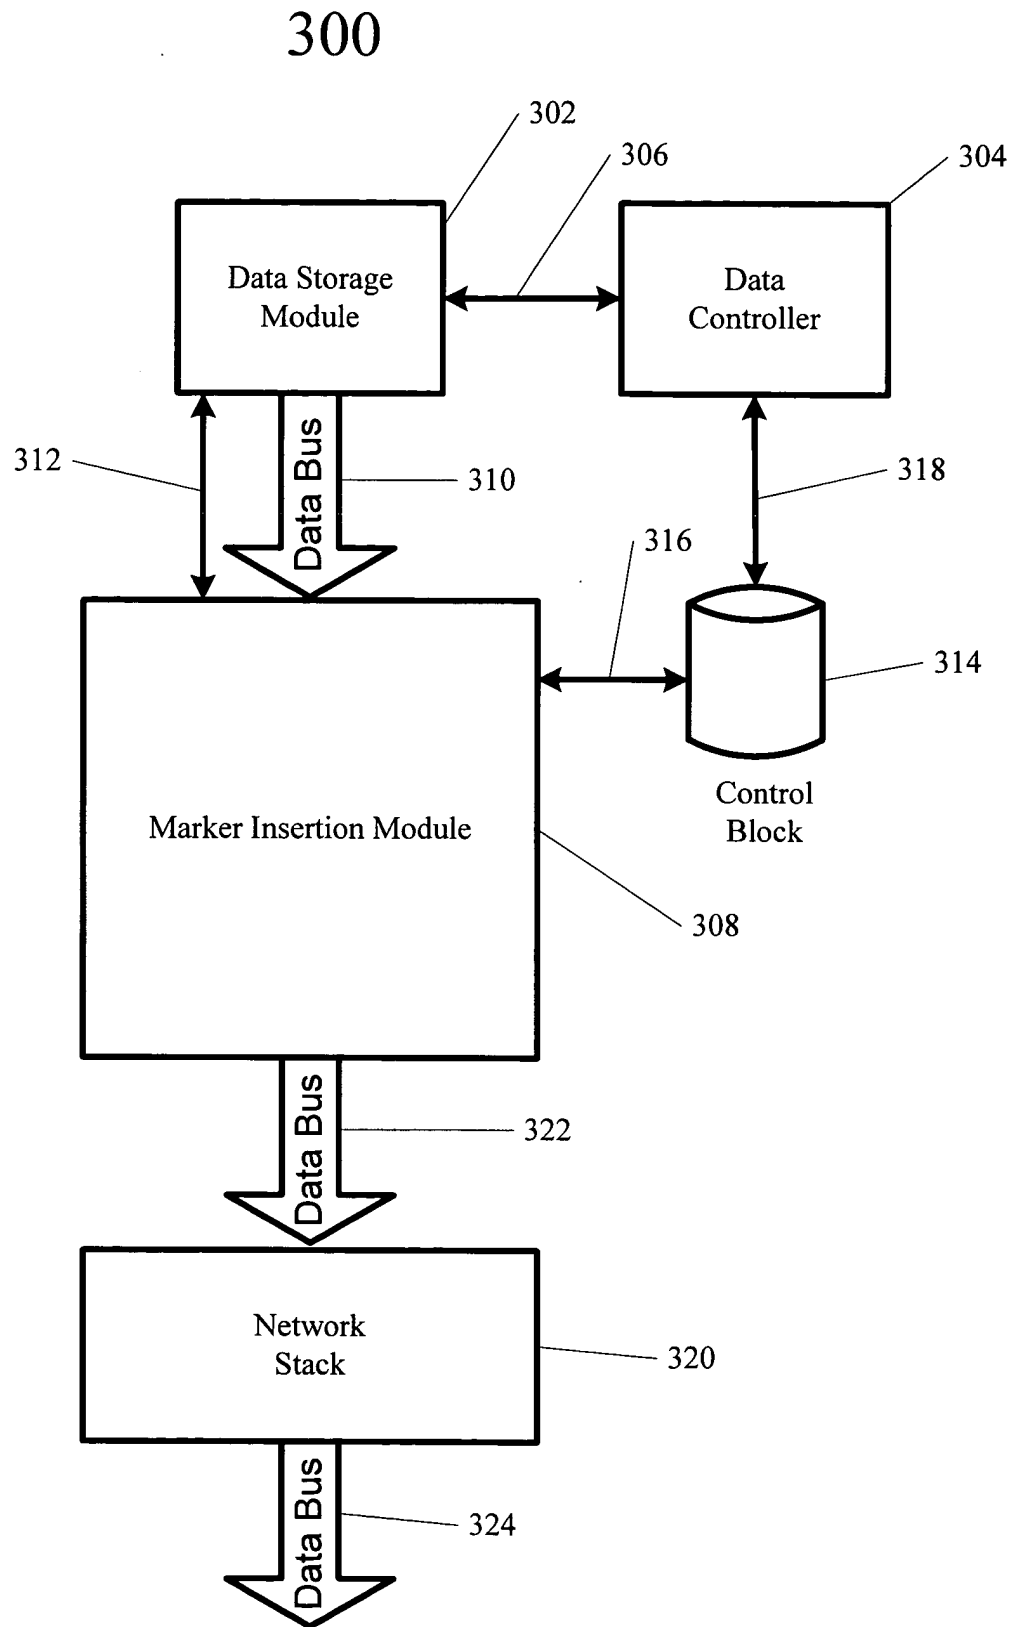 300
302
306
304
Data Storage
Module
Data
Controller
312
Data Bus
310
318
316
314
Control
Block
Marker Insertion Module
308
Data Bus
322
Network
Stack
320
Data Bus
324